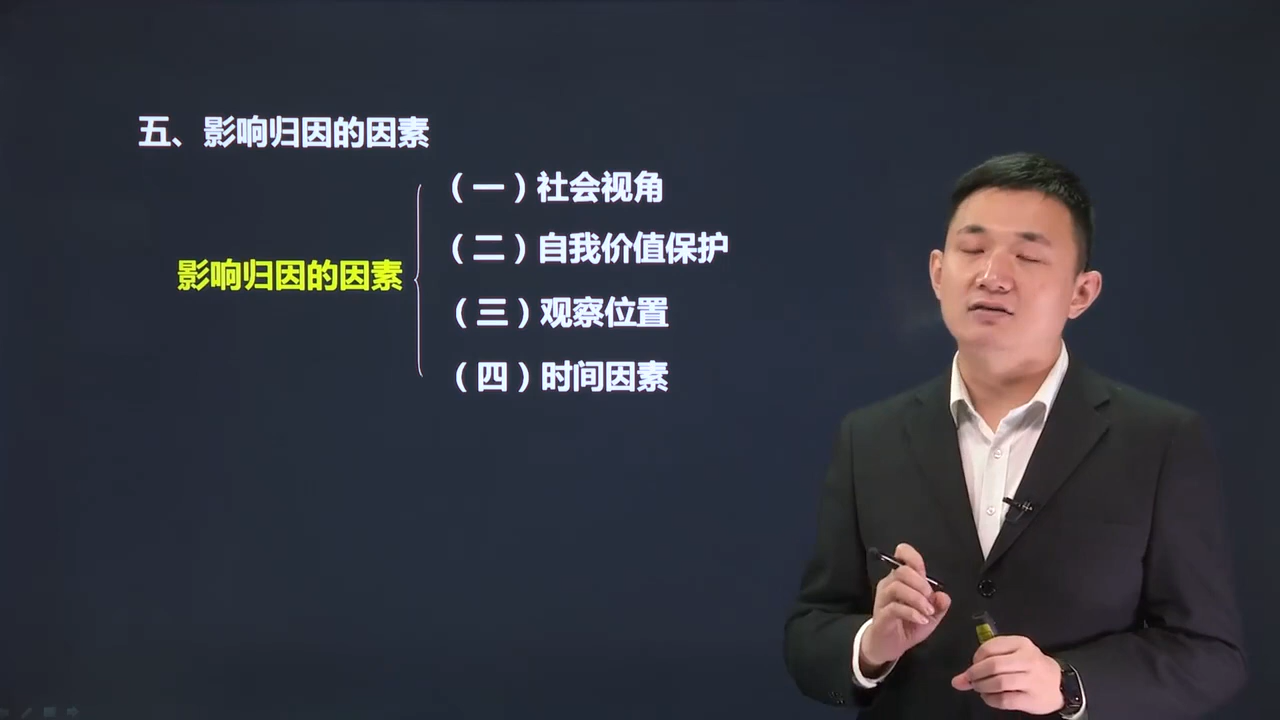 五、影响归因的因素
（一）社会视角
（二）自我价值保护
影响归因的因素
（三）观察位置
（四）时间因素